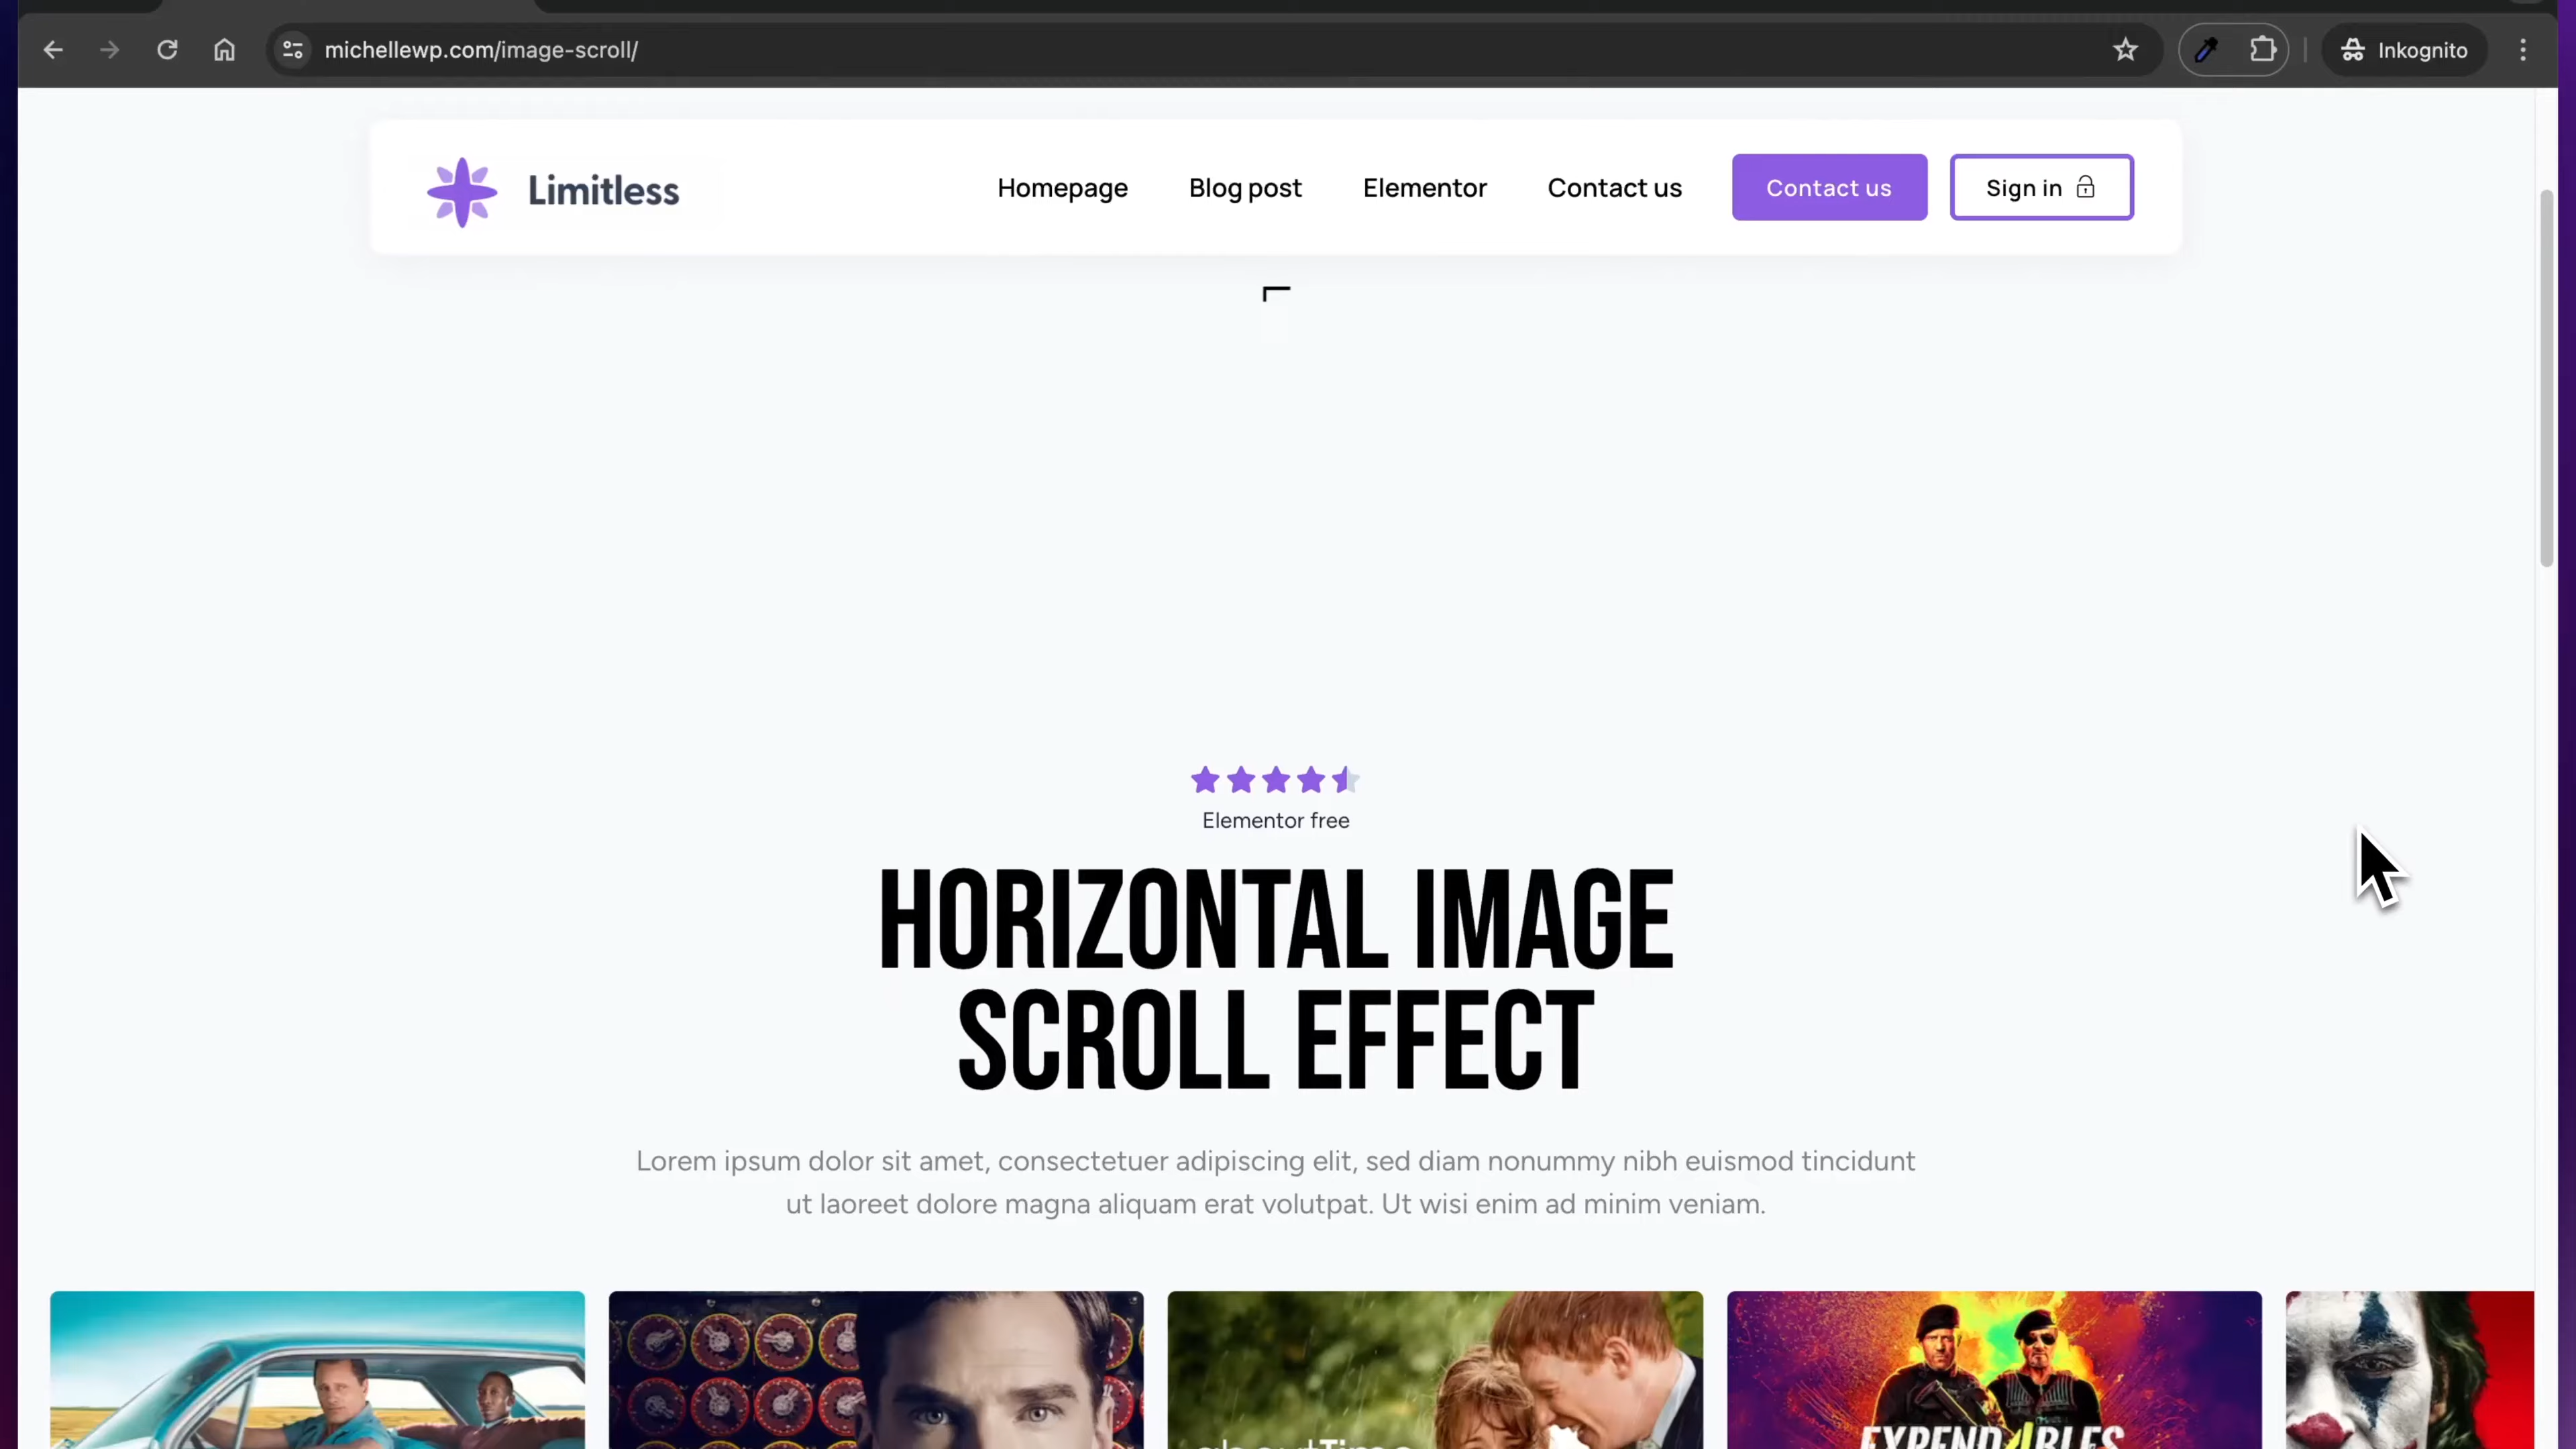 michellewp.com/image-scroll/
Inkognito
Limitless
Homepage
Blog post
Elementor
Contact us
Contact us
Sign in
Elementor free
HORIZONTAL IMAGE
SCROLL EFFECT
Lorem ipsum dolor sit amet, consectetuer adipiscing elit, sed diam nonummy nibh euismod tincidunt
ut laoreet dolore magna aliquam erat volutpat. Ut wisi enim ad minim veniam.
aboutTime
EXPEND4BLES